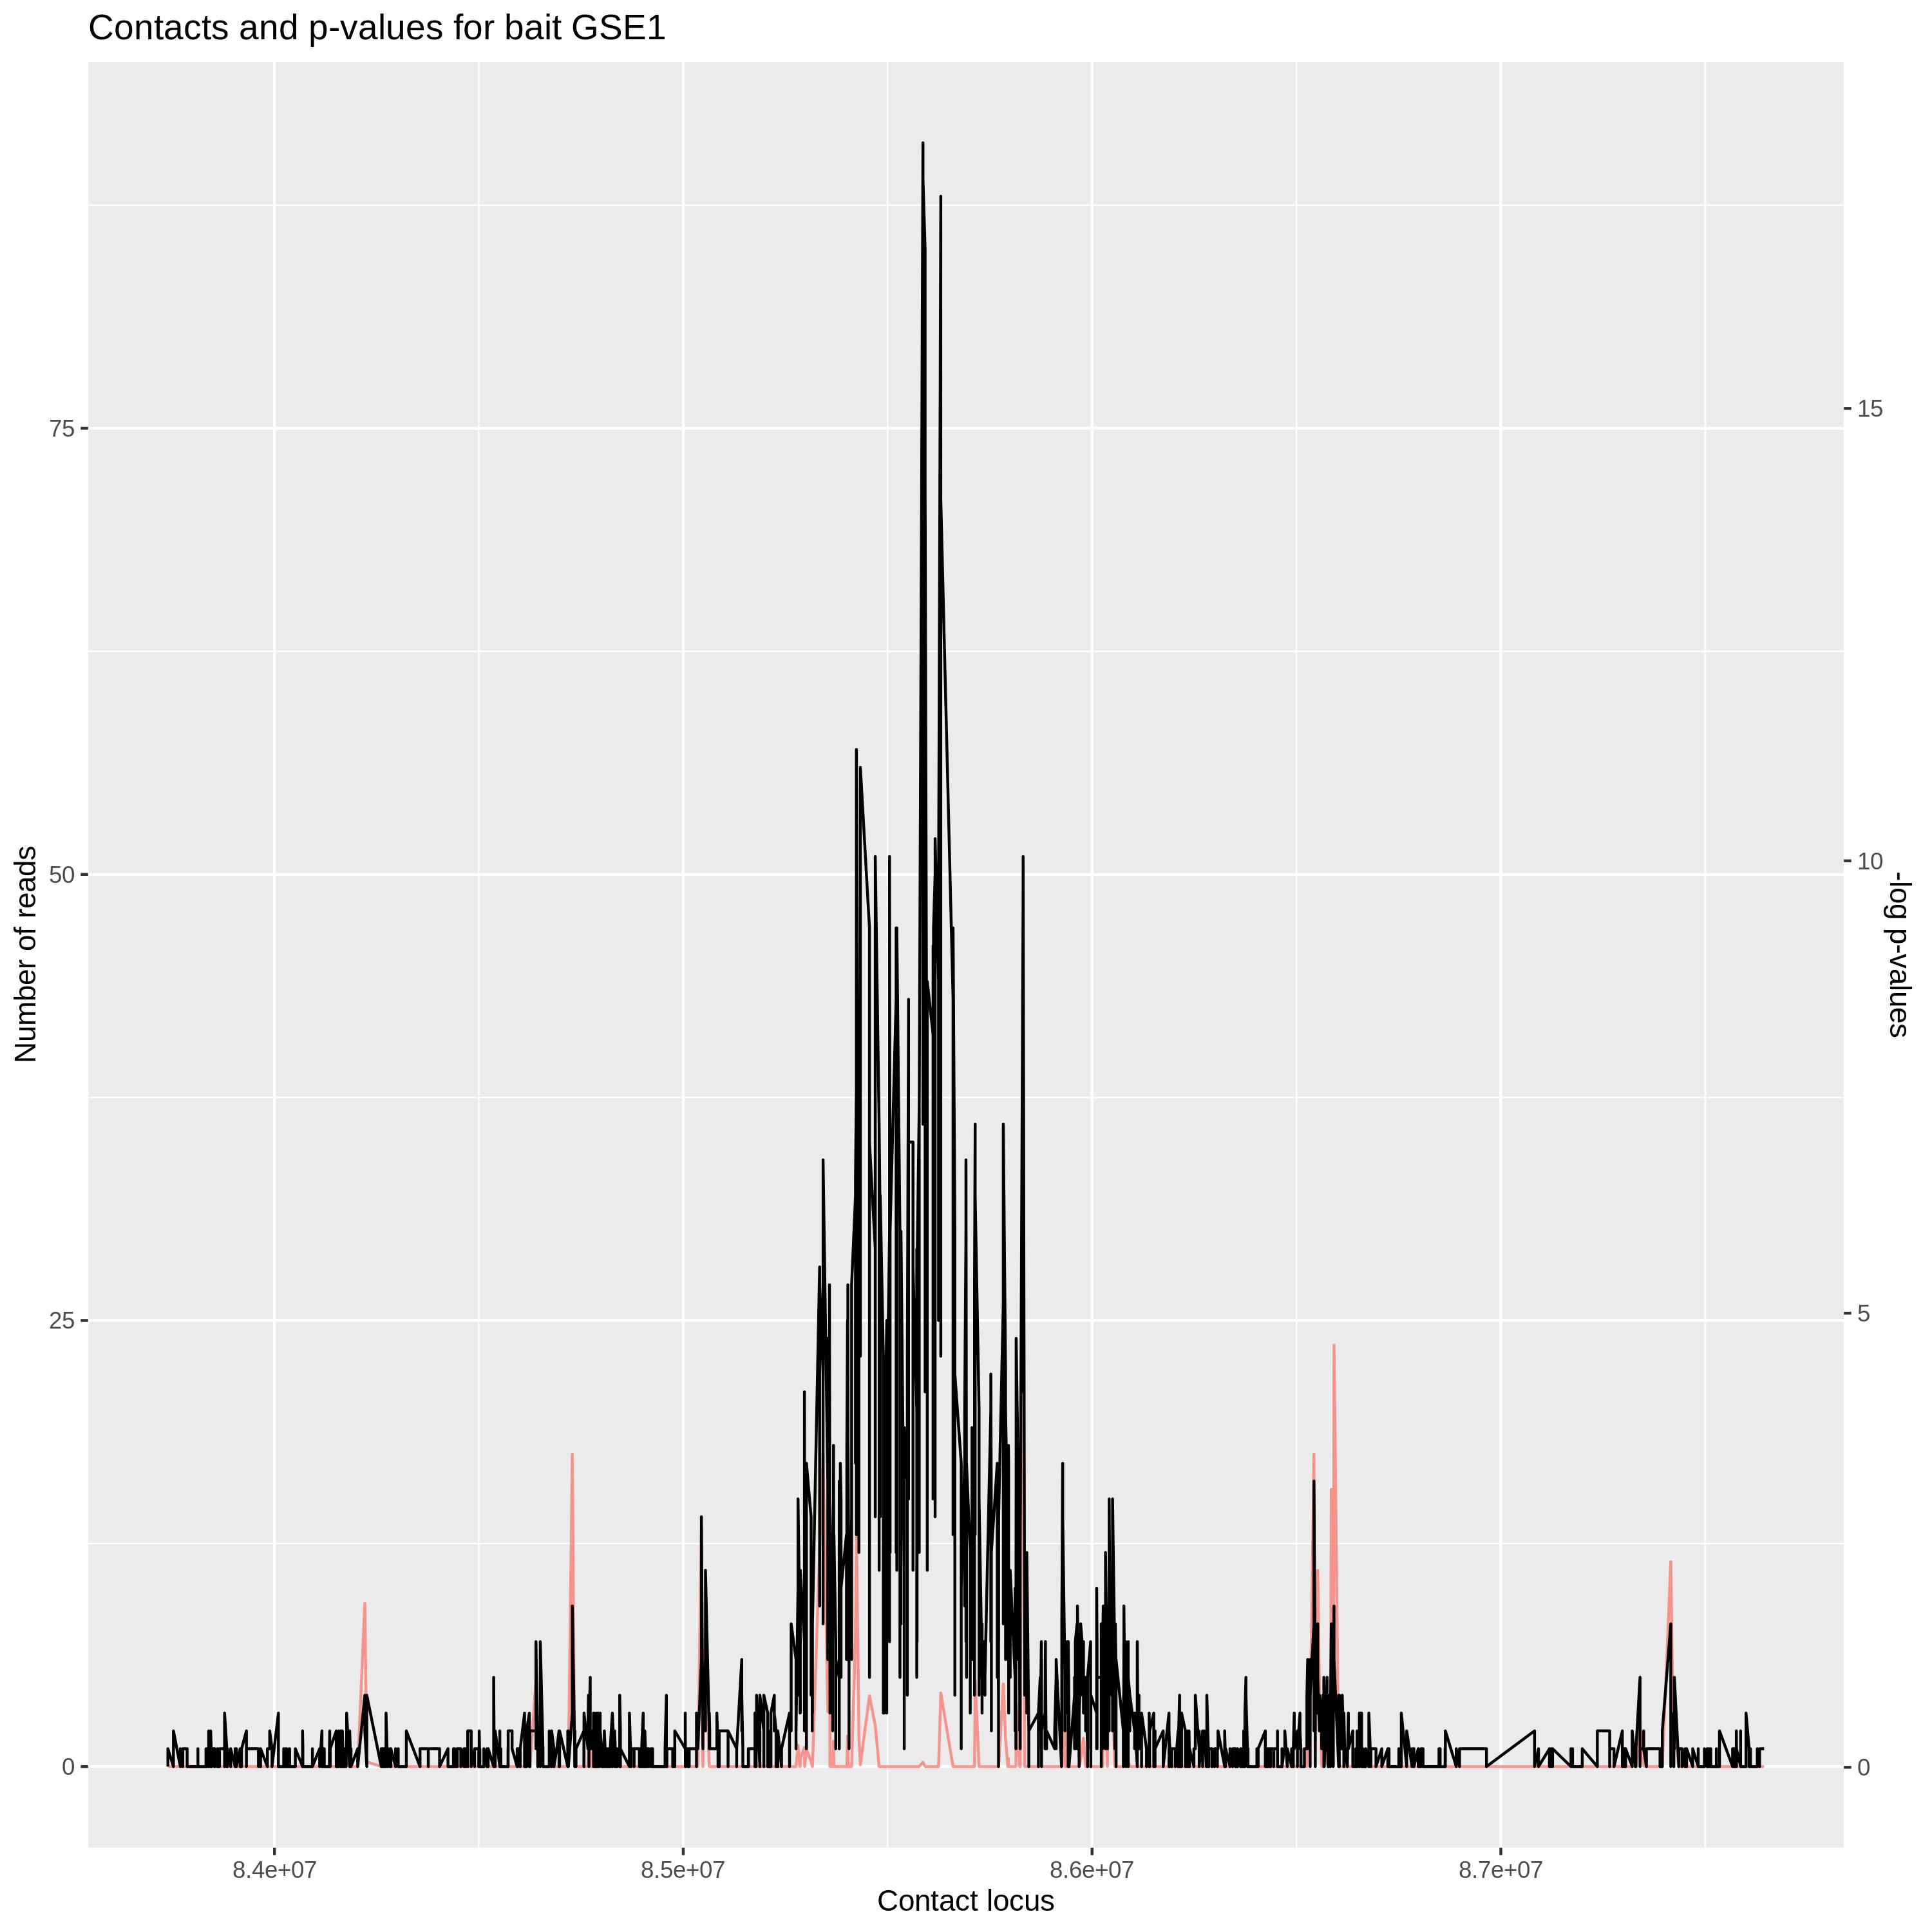 Contacts and p-values for bait GSE1
75
50
25
0
15
10
5
0
Number of reads
-log p-values
8.4e+07 8.5e+07 8.6e+07 8.7e+07
Contact locus